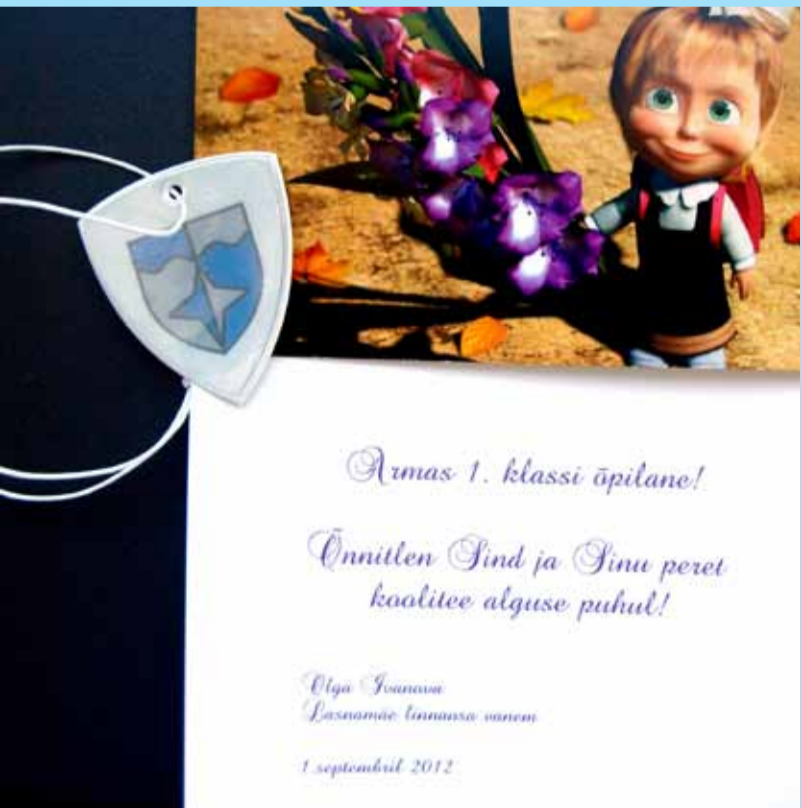 Armas 1. klassi õpilane!
Õnnitlen Sind ja Sinu peret
koolitee alguse puhul!
Olga Ivanova
Lasnamäe linnaosa vanem
1.septembril 2012